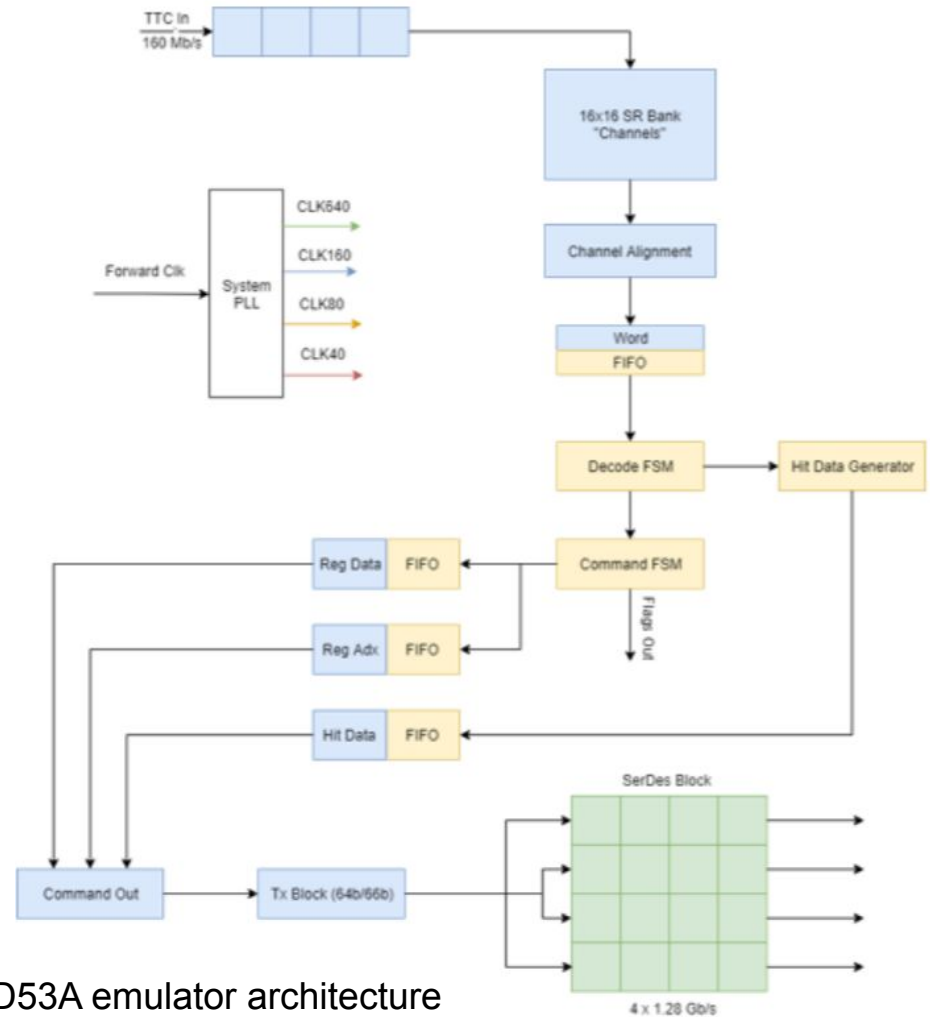 TTC In
160 Mb/s
16x16 SR Bank
"Channels"
Channel Alignment
Word
FIFO
Forward Clk
System
PLL
CLK640
CLK160
CLK80
CLK40
Decode FSM
Hit Data Generator
Command FSM
Flags Out
Reg Data
FIFO
Reg Adx
FIFO
Hit Data
FIFO
SerDes Block
Command Out
Tx Block (64b/66b)
4 x 1.28 Gb/s
D53A emulator architecture